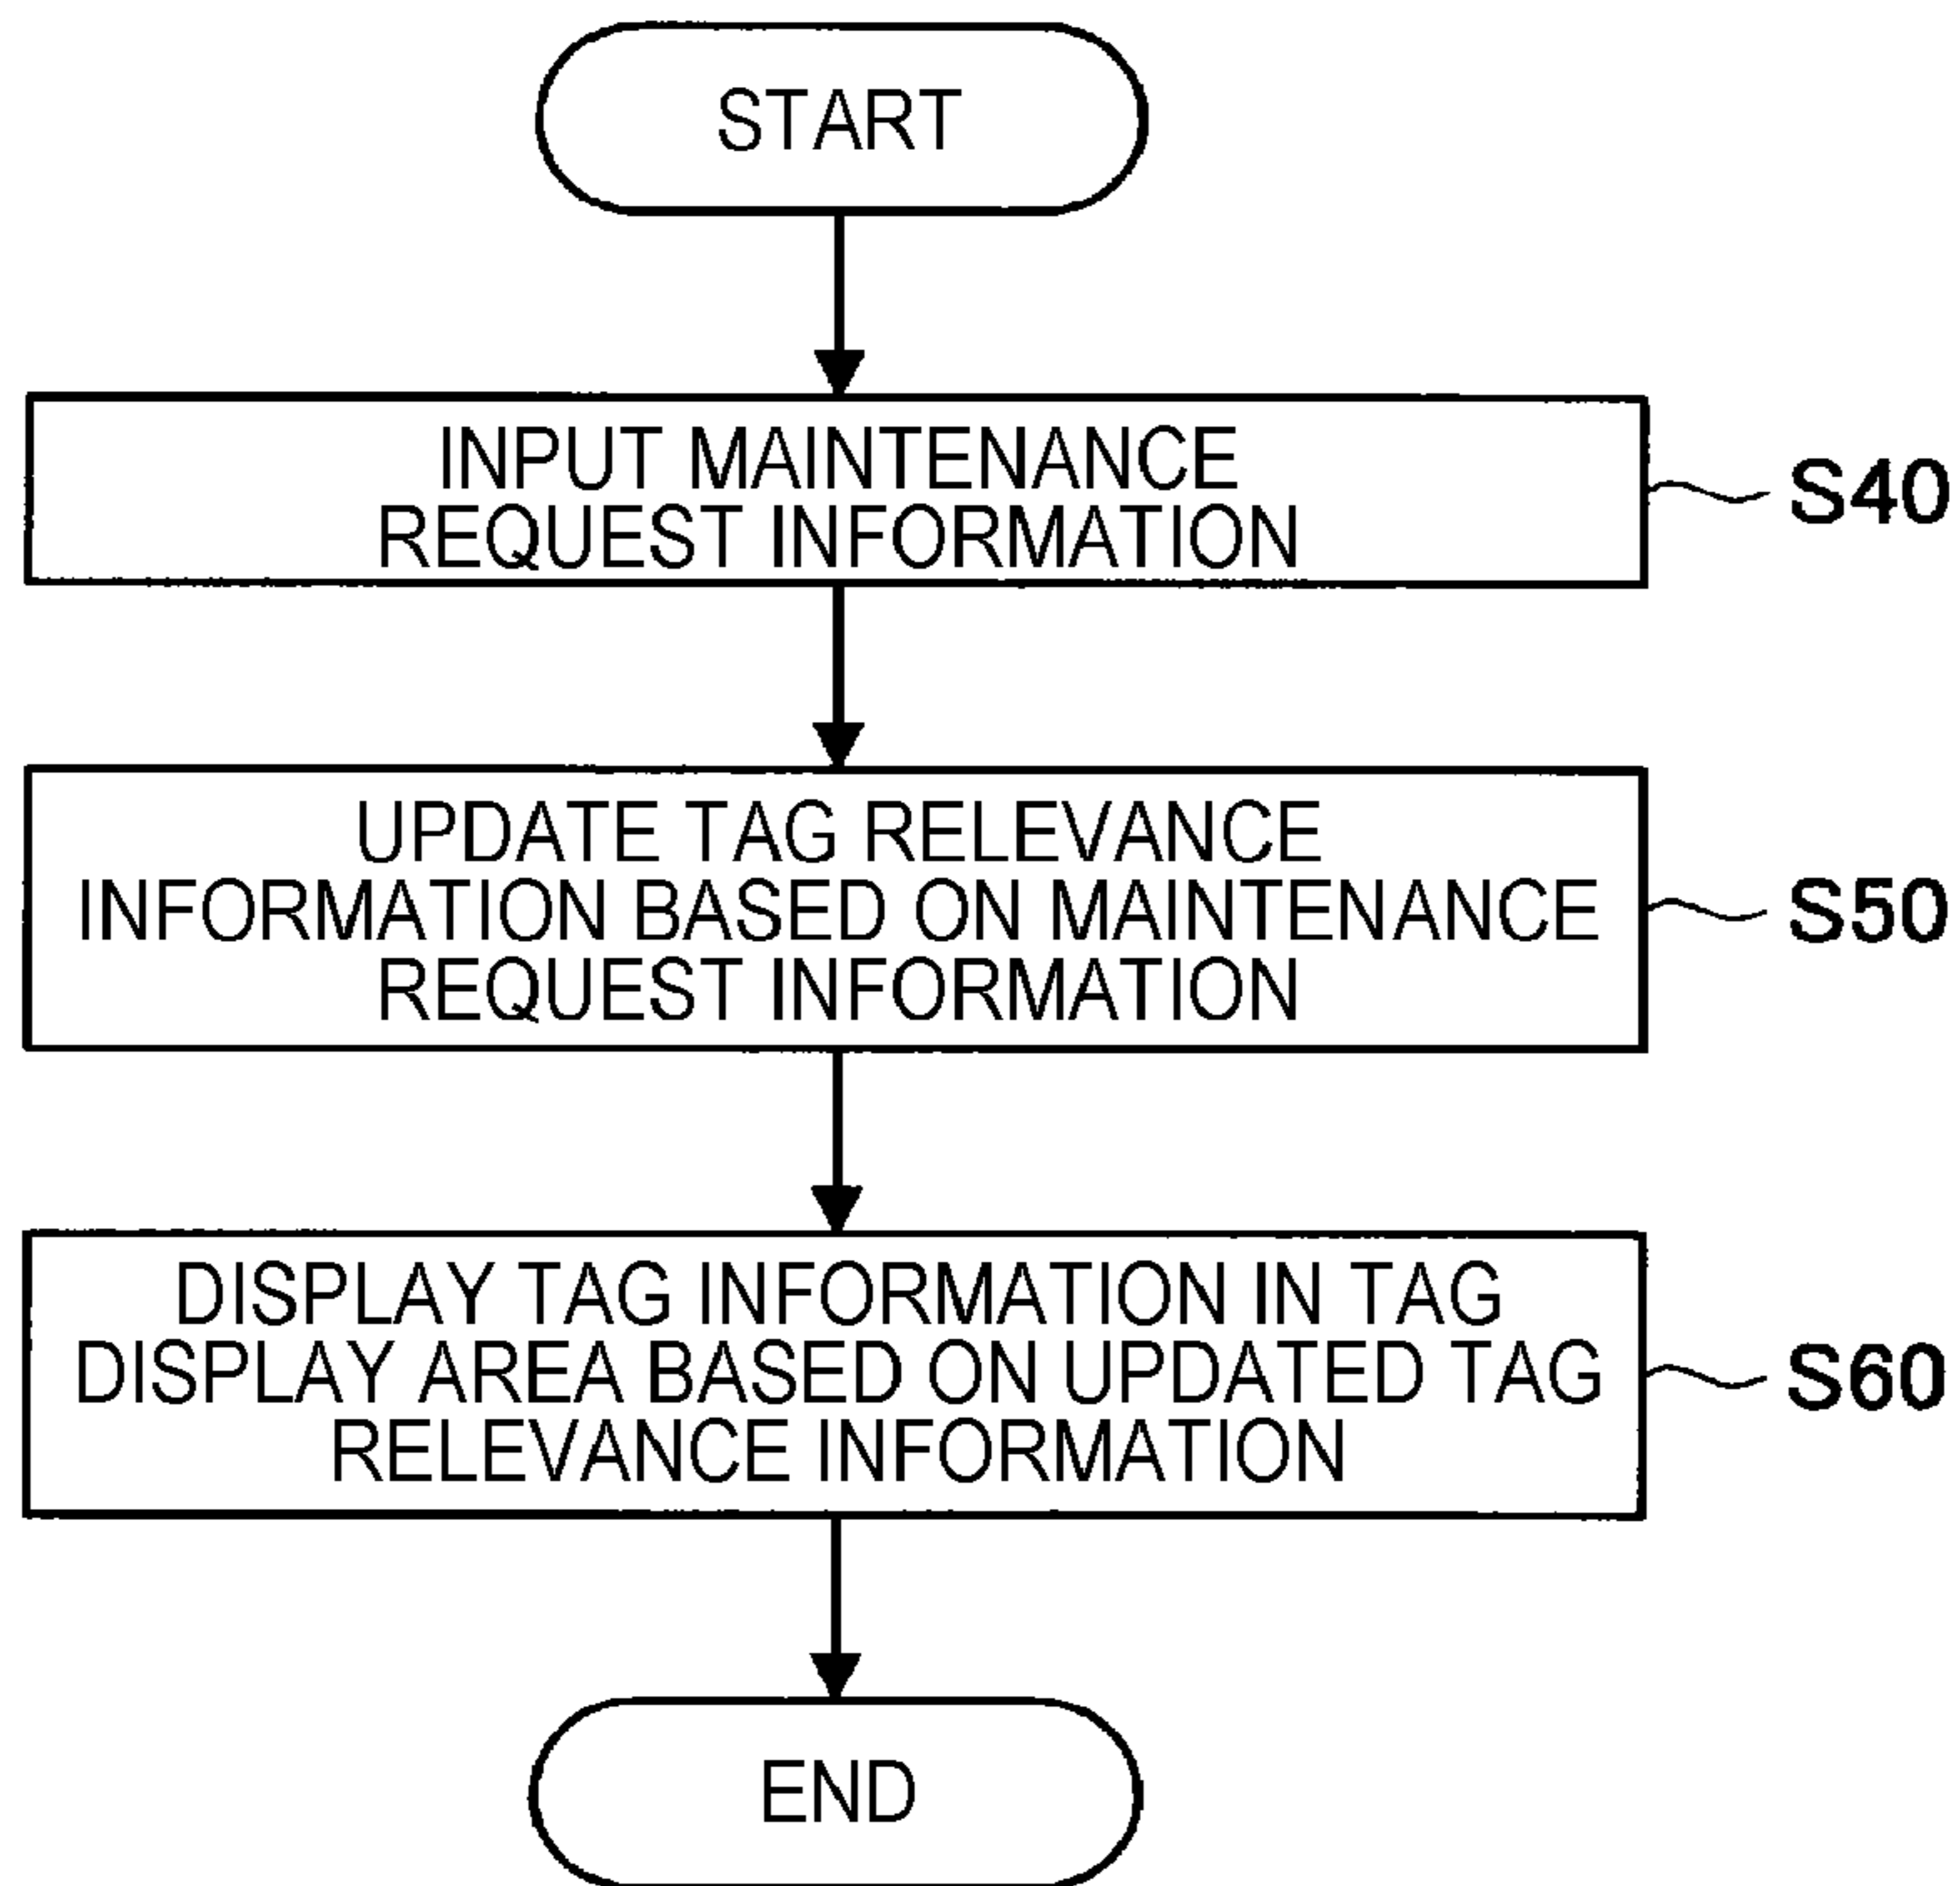 START
INPUT MAINTENANCE
REQUEST INFORMATION
S40
UPDATE TAG RELEVANCE
INFORMATION BASED ON MAINTENANCE
REQUEST INFORMATION
S50
DISPLAY TAG INFORMATION IN TAG
DISPLAY AREA BASED ON UPDATED TAG
RELEVANCE INFORMATION
S60
END